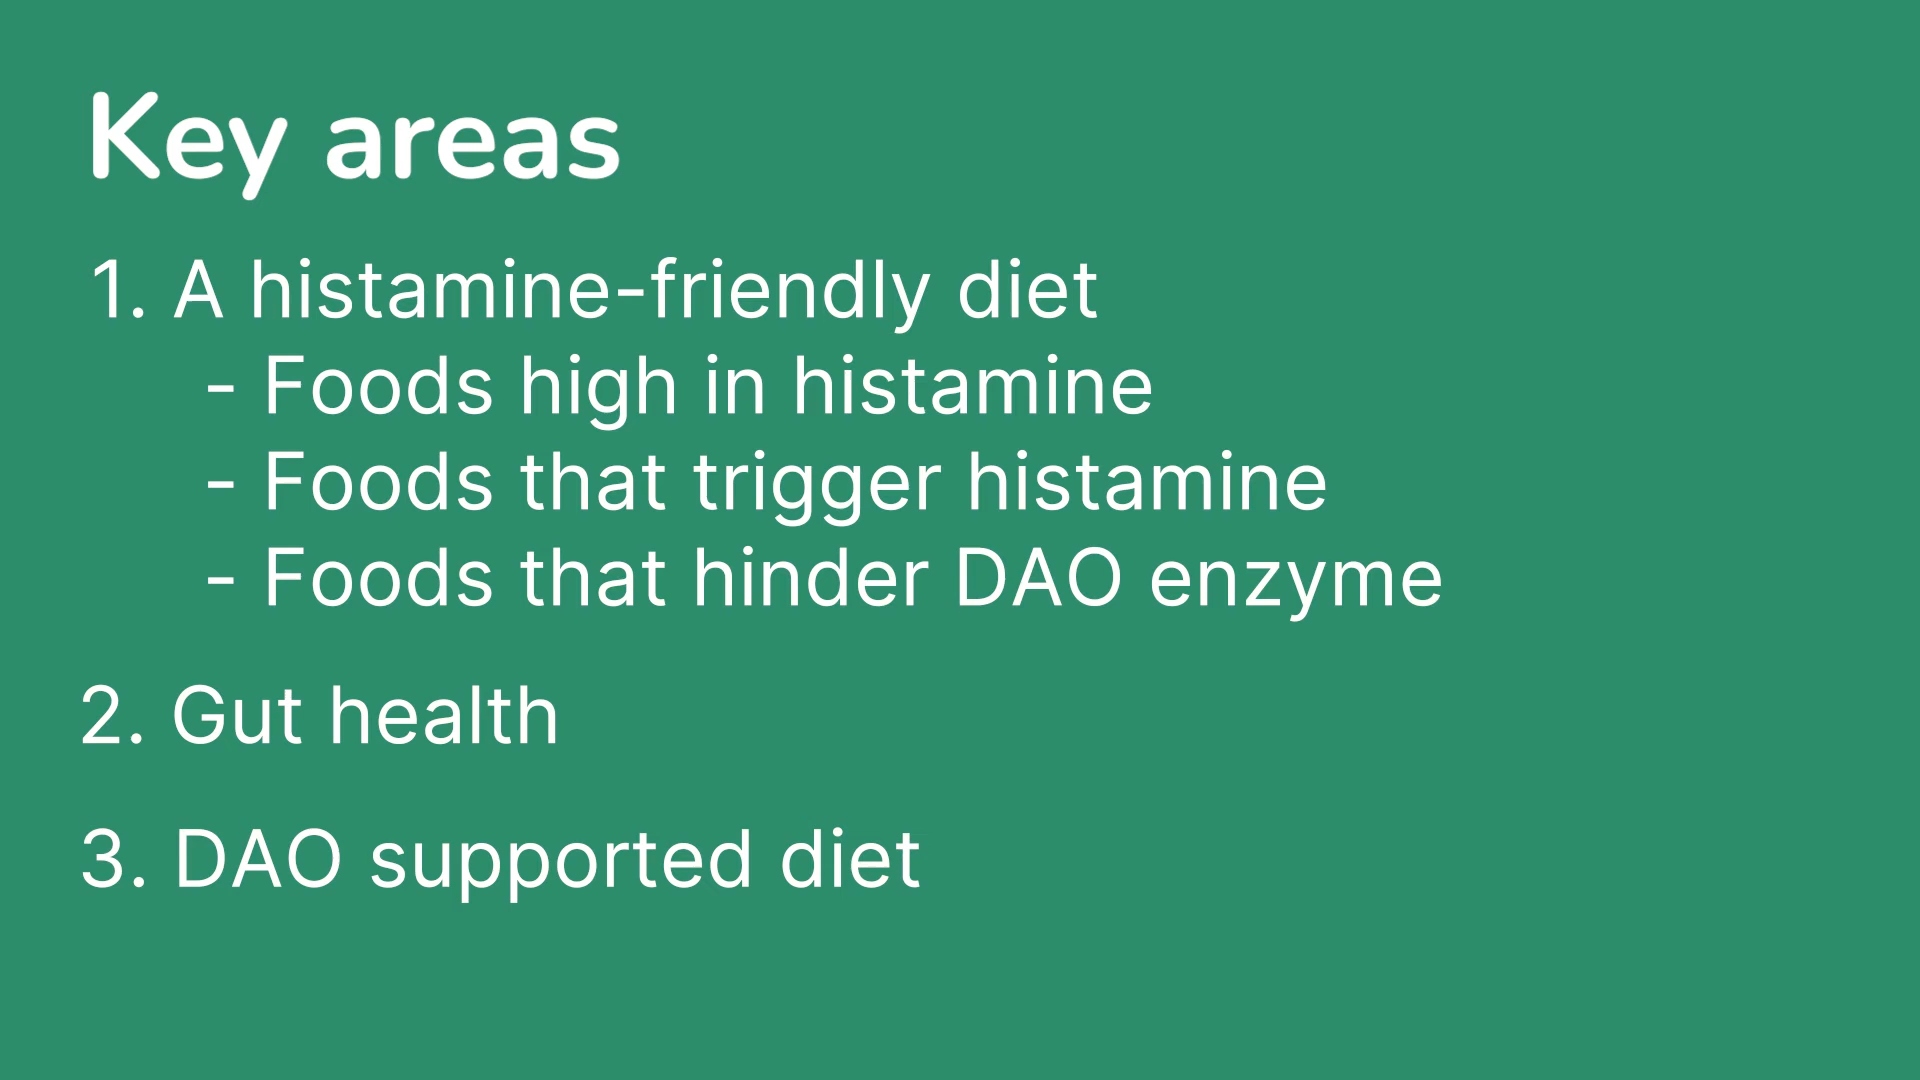 Key areas
1. A histamine-friendly diet
- Foods high in histamine
- Foods that trigger histamine
- Foods that hinder DAO enzyme
2. Gut health
3. DAO supported diet